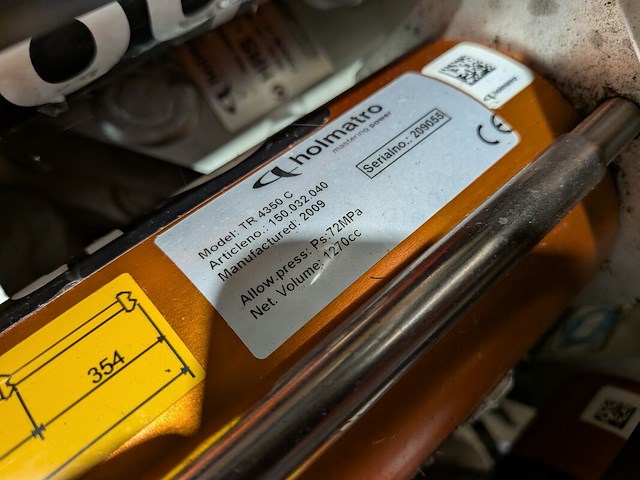 holmatro
mastering power
Serialno.: 209055
CE
Model: TR 4350 C
Articleno.: 150.032.040
Manufactured: 2009
Allow.press: Ps:72MPa
Net. Volume: 1270cc
holmatro
354